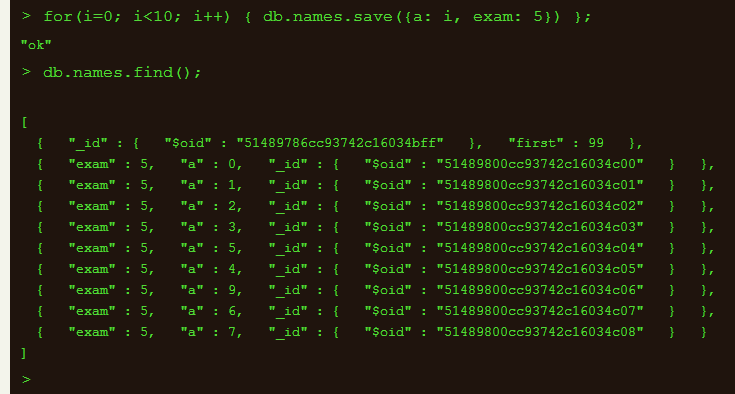 > for(i=0; i<10; i++) { db.names.save({a: i, exam: 5}) };
"ok"
> db.names.find();
[
{ "_id" : { "$oid" : "51489786cc93742c16034bff" }, "first" : 99 },
{ "exam" : 5, "a" : 0, "_id" : { "$oid" : "51489800cc93742c16034c00" } },
{ "exam" : 5, "a" : 1, "_id" : { "$oid" : "51489800cc93742c16034c01" } },
{ "exam" : 5, "a" : 2, "_id" : { "$oid" : "51489800cc93742c16034c02" } },
{ "exam" : 5, "a" : 3, "_id" : { "$oid" : "51489800cc93742c16034c03" } },
{ "exam" : 5, "a" : 5, "_id" : { "$oid" : "51489800cc93742c16034c04" } },
{ "exam" : 5, "a" : 4, "_id" : { "$oid" : "51489800cc93742c16034c05" } },
{ "exam" : 5, "a" : 9, "_id" : { "$oid" : "51489800cc93742c16034c06" } },
{ "exam" : 5, "a" : 6, "_id" : { "$oid" : "51489800cc93742c16034c07" } },
{ "exam" : 5, "a" : 7, "_id" : { "$oid" : "51489800cc93742c16034c08" } }
]
>